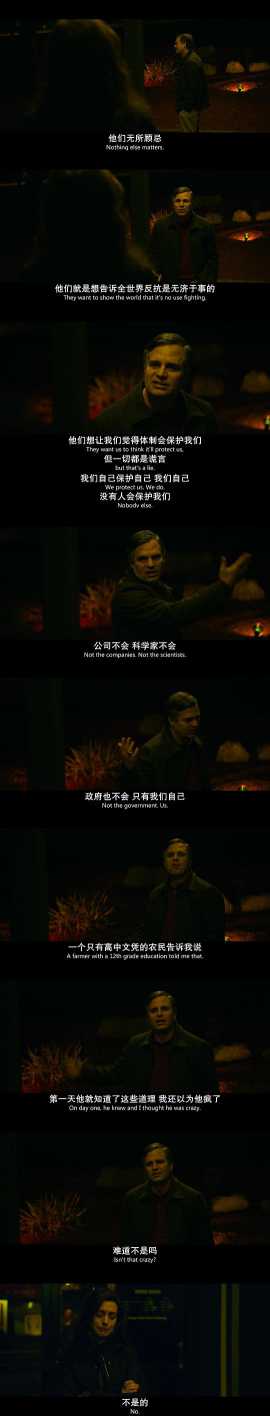 他们无所顾忌
Nothing else matters.
他们就是想告诉全世界反抗是无济于事的
They want to show the world that it's no use fighting.
他们想让我们觉得体制会保护我们
They want us to think it'll protect us,
但一切都是谎言
but that's a lie.
我们自己保护自己 我们自己
We protect us. We do.
没有人会保护我们
Nobody else.
公司不会 科学家不会
Not the companies. Not the scientists.
政府也不会 只有我们自己
Not the government. Us.
一个只有高中文凭的农民告诉我说
A farmer with a 12th grade education told me that.
第一天他就知道了这些道理 我还以为他疯了
On day one, he knew and I thought he was crazy.
难道不是吗
Isn't that crazy?
不是的
No.